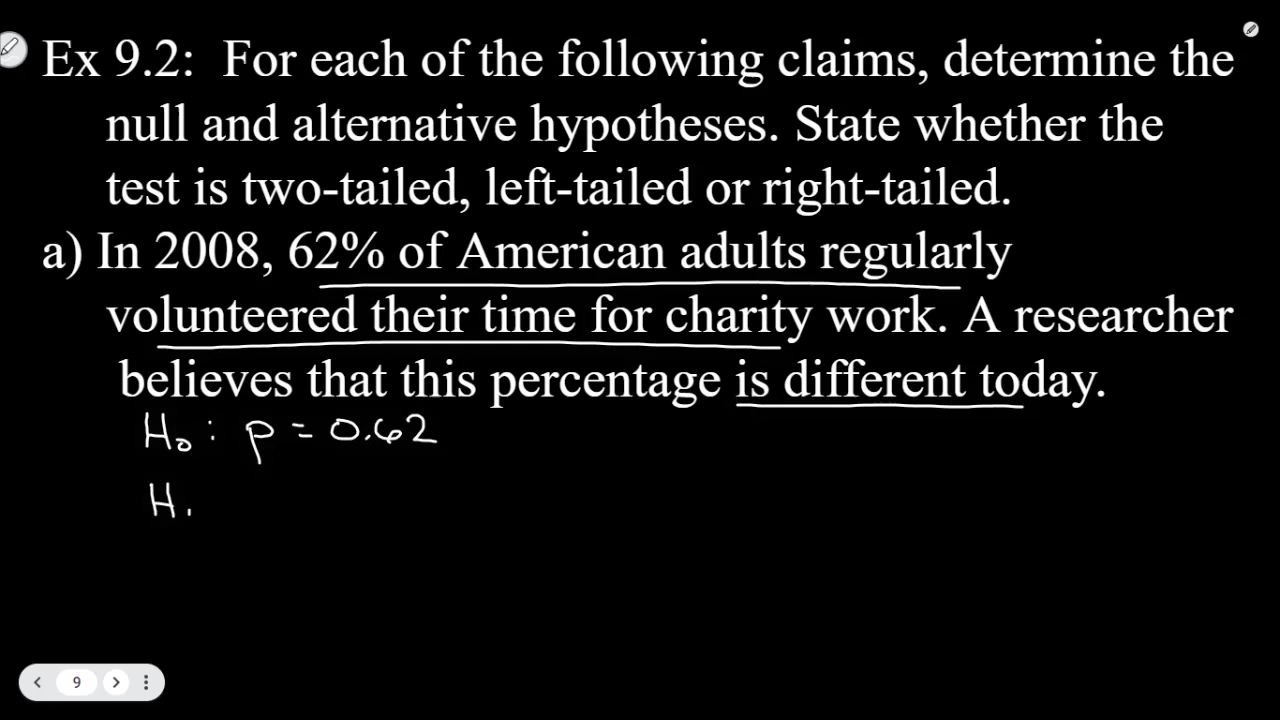 Ex 9.2: For each of the following claims, determine the
null and alternative hypotheses. State whether the
test is two-tailed, left-tailed or right-tailed.
a) In 2008, 62% of American adults regularly
volunteered their time for charity work. A researcher
believes that this percentage is different today.
H₀ : p = 0.62
H
9